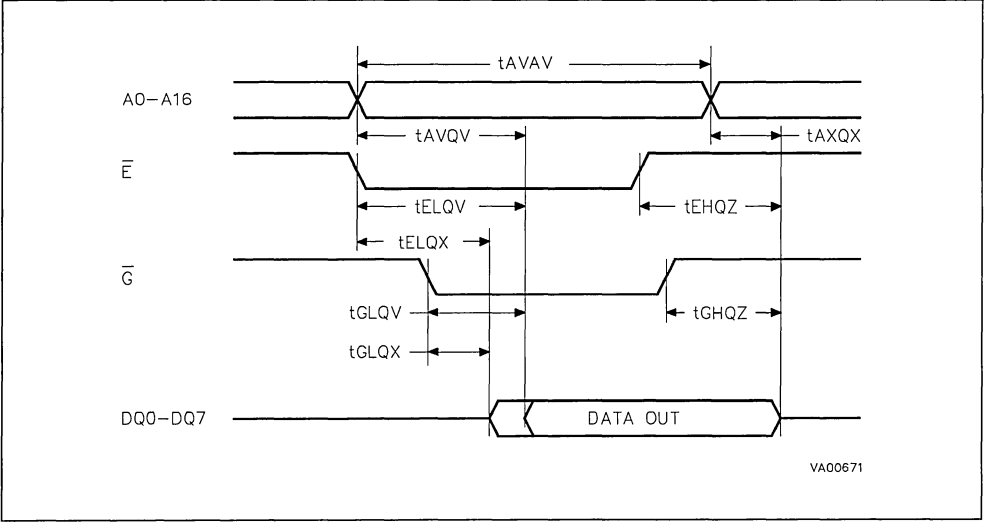 tAVAV
A0-A16
tAVQV
tAXQX
E̅
tELQV
tEHQZ
tELQX
G̅
tGLQV
tGHQZ
tGLQX
DQ0-DQ7
DATA OUT
VA00671